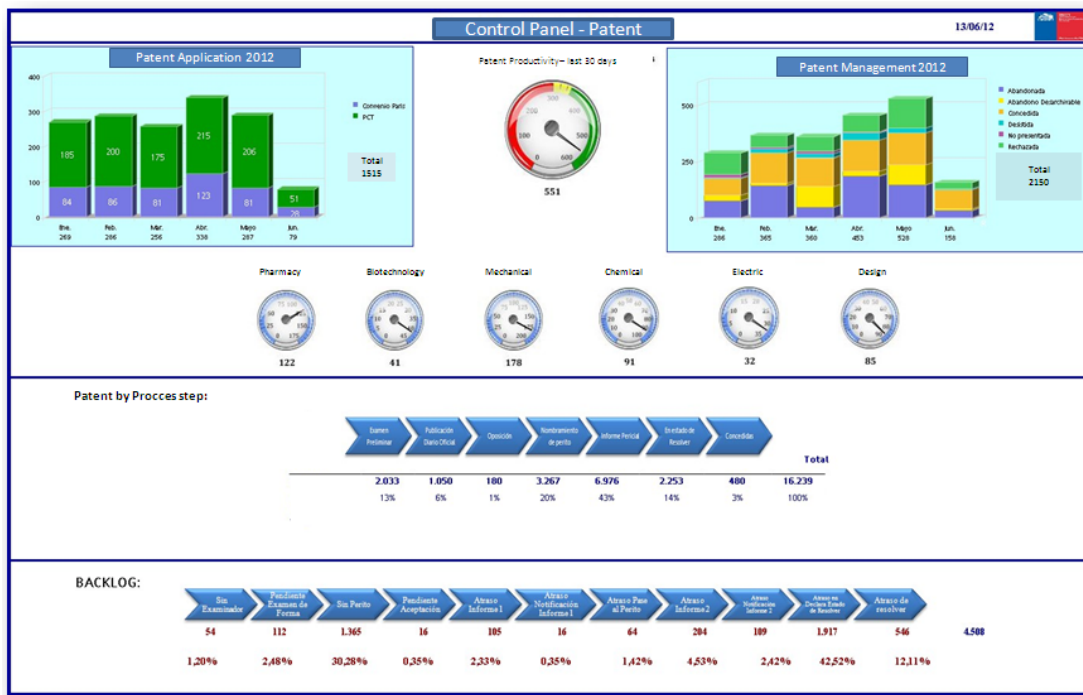 Control Panel - Patent
13/06/12
Patent Application 2012
400
300
200
100
0
185 200 175 215 206 51
84 86 81 123 81 28
Ene. Feb. Mar. Abr. Mayo Jun.
269 286 256 338 287 79
Convenio Paris
PCT
Total
1515
Patent Productivity– last 30 days
0 100 200 300 400 500 600
551
Patent Management 2012
500
250
0
Ene. Feb. Mar. Abr. Mayo Jun.
286 365 360 453 528 158
Abandonada
Abandono Desarchivable
Concedida
Desistida
No presentada
Rechazada
Total
2150
Pharmacy Biotechnology Mechanical Chemical Electric Design
122 41 178 91 32 85
Patent by Procces step:
Examen Preliminar
Publicación Diario Oficial
Oposición
Nombramiento de perito
Informe Pericial
En estado de Resolver
Concedidas
Total
2.033 1.050 180 3.267 6.976 2.253 480 16.239
13% 6% 1% 20% 43% 14% 3% 100%
BACKLOG:
Sin Examinador
Pendiente Examen de Forma
Sin Perito
Pendiente Aceptación
Atraso Informe1
Atraso Notificación Informe1
Atraso Pase al Perito
Atraso Informe2
Atraso Notificación Informe 2
Atraso en Declara Estado de Resolver
Atraso de resolver
54 112 1.365 16 105 16 64 204 109 1.917 546 4.508
1,20% 2,48% 30,28% 0,35% 2,33% 0,35% 1,42% 4,53% 2,42% 42,52% 12,11%